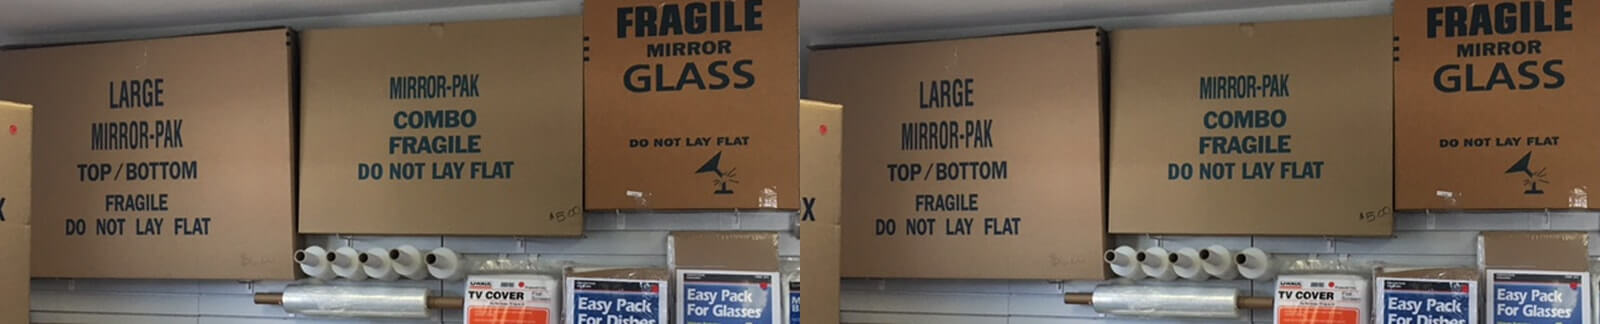 LARGE
MIRROR-PAK
TOP/BOTTOM
FRAGILE
DO NOT LAY FLAT
MIRROR-PAK
COMBO
FRAGILE
DO NOT LAY FLAT
$5.00
FRAGILE
MIRROR
GLASS
DO NOT LAY FLAT
X
TV COVER
Easy Pack
For Dishes
Easy Pack
For Glasses
LARGE
MIRROR-PAK
TOP/BOTTOM
FRAGILE
DO NOT LAY FLAT
MIRROR-PAK
COMBO
FRAGILE
DO NOT LAY FLAT
$5.00
FRAGILE
MIRROR
GLASS
DO NOT LAY FLAT
X
TV COVER
Easy Pack
For Dishes
Easy Pack
For Glasses